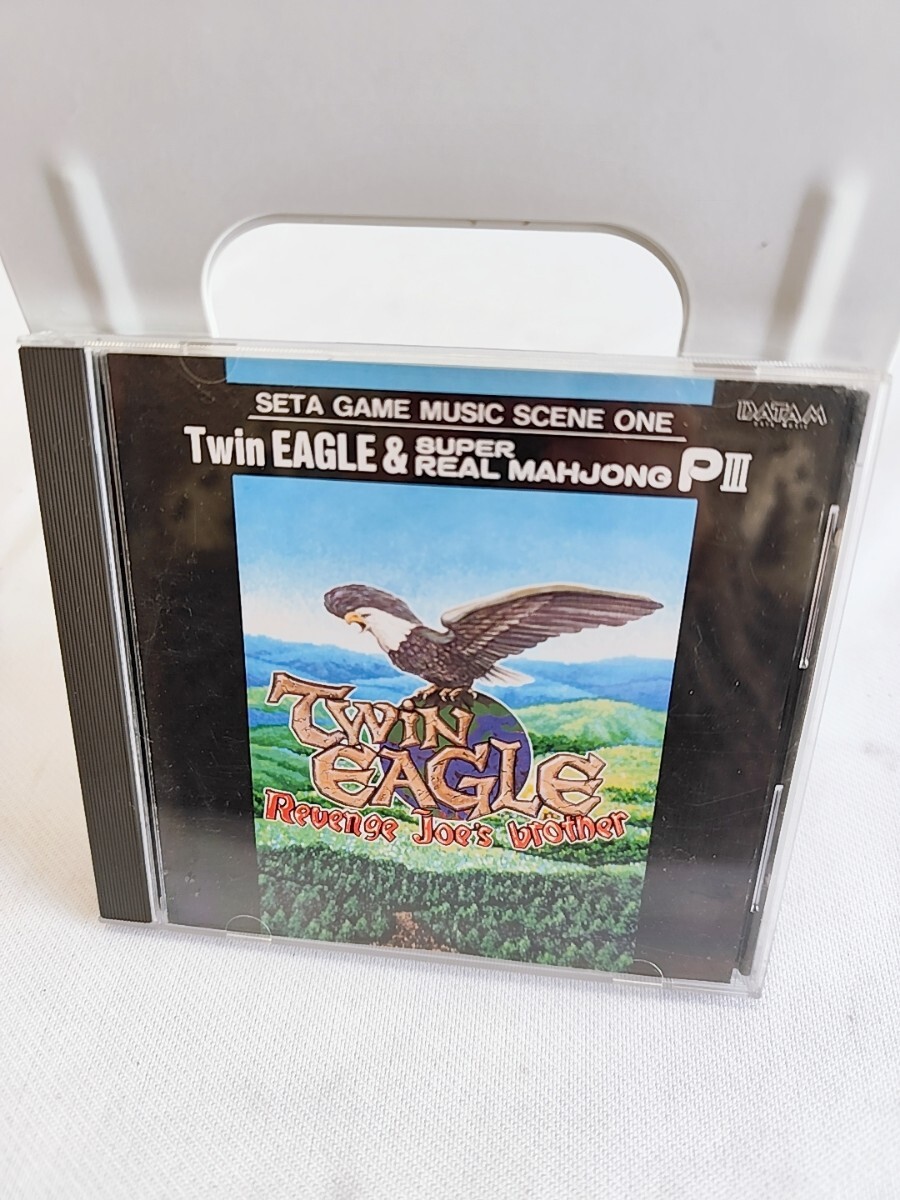 SETA GAME MUSIC SCENE ONE
DATAM
Twin EAGLE & SUPER REAL MAHJONG PIII
TWIN
EAGLE
Revenge Joe's brother